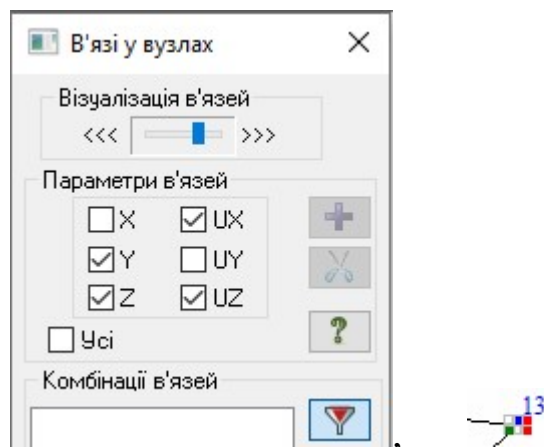 В'язі у вузлах
Візуалізація в'язей
<<< >>>
Параметри в'язей
X UX
Y UY
Z UZ
Усі
?
Комбінації в'язей
,
13